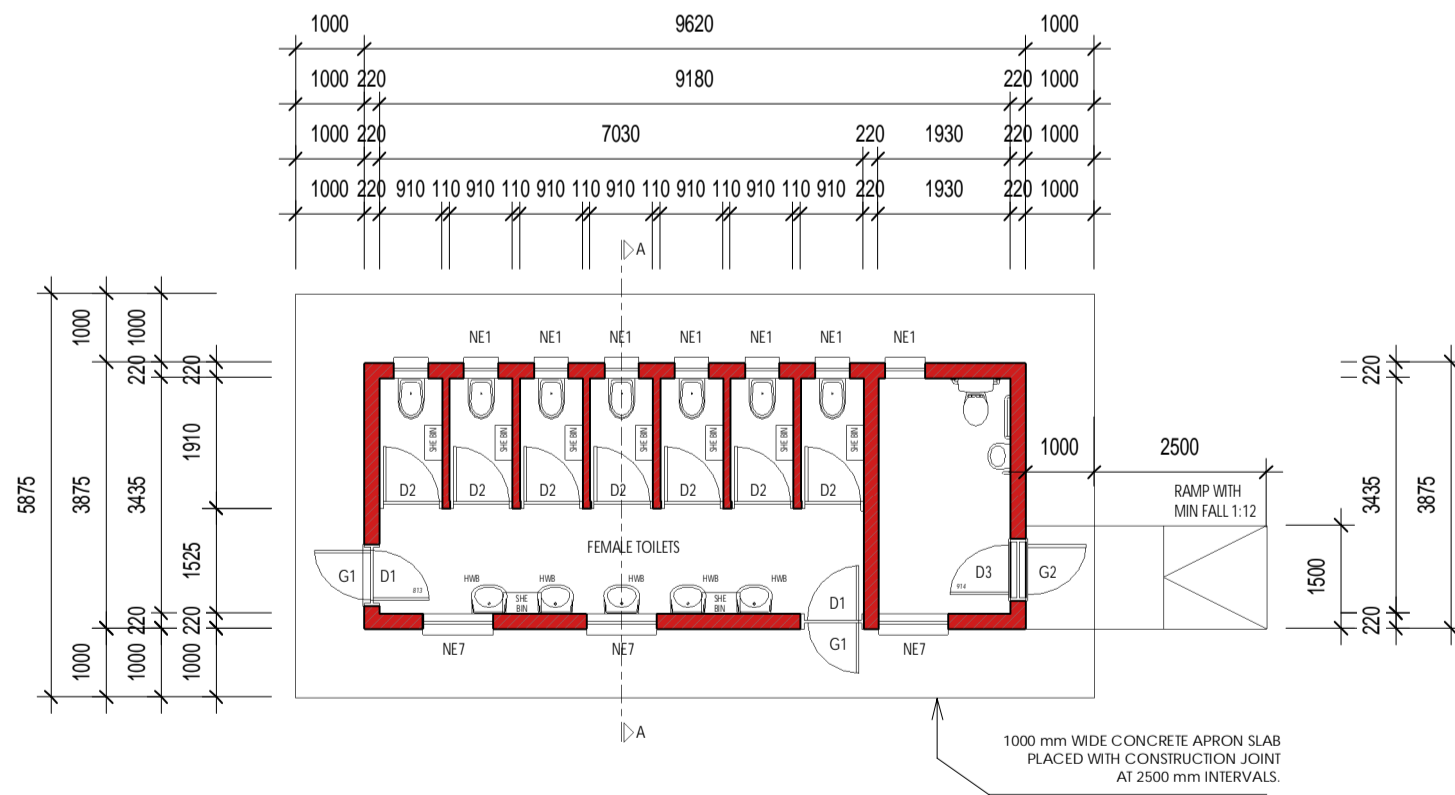 1000 9620 1000
1000 220 9180 220 1000
1000 220 7030 220 1930 220 1000
1000 220 910 110 910 110 910 110 910 110 910 110 910 110 910 220 1930 220 1000
A
NE1 NE1 NE1 NE1 NE1 NE1 NE1
SHE BIN SHE BIN SHE BIN SHE BIN SHE BIN SHE BIN
D2 D2 D2 D2 D2 D2 D2
FEMALE TOILETS
G1 D1 813
HWB HWB HWB HWB HWB
SHE BIN
SHE BIN
D1
G1
D3 914 G2
NE7 NE7 NE7
A
5875
1000 3875 1000
1000 220 3435 220 1000
220 1910 1525 220 1000
1000 2500
RAMP WITH
MIN FALL 1:12
1500
220 3435 220
3875
1000 mm WIDE CONCRETE APRON SLAB
PLACED WITH CONSTRUCTION JOINT
AT 2500 mm INTERVALS.